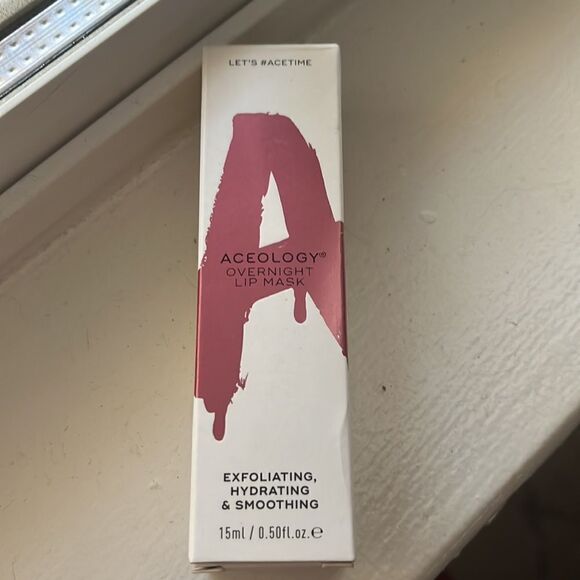 LET'S #ACETIME
ACEOLOGY®
OVERNIGHT
LIP MASK
EXFOLIATING,
HYDRATING
& SMOOTHING
15ml / 0.50fl.oz.℮